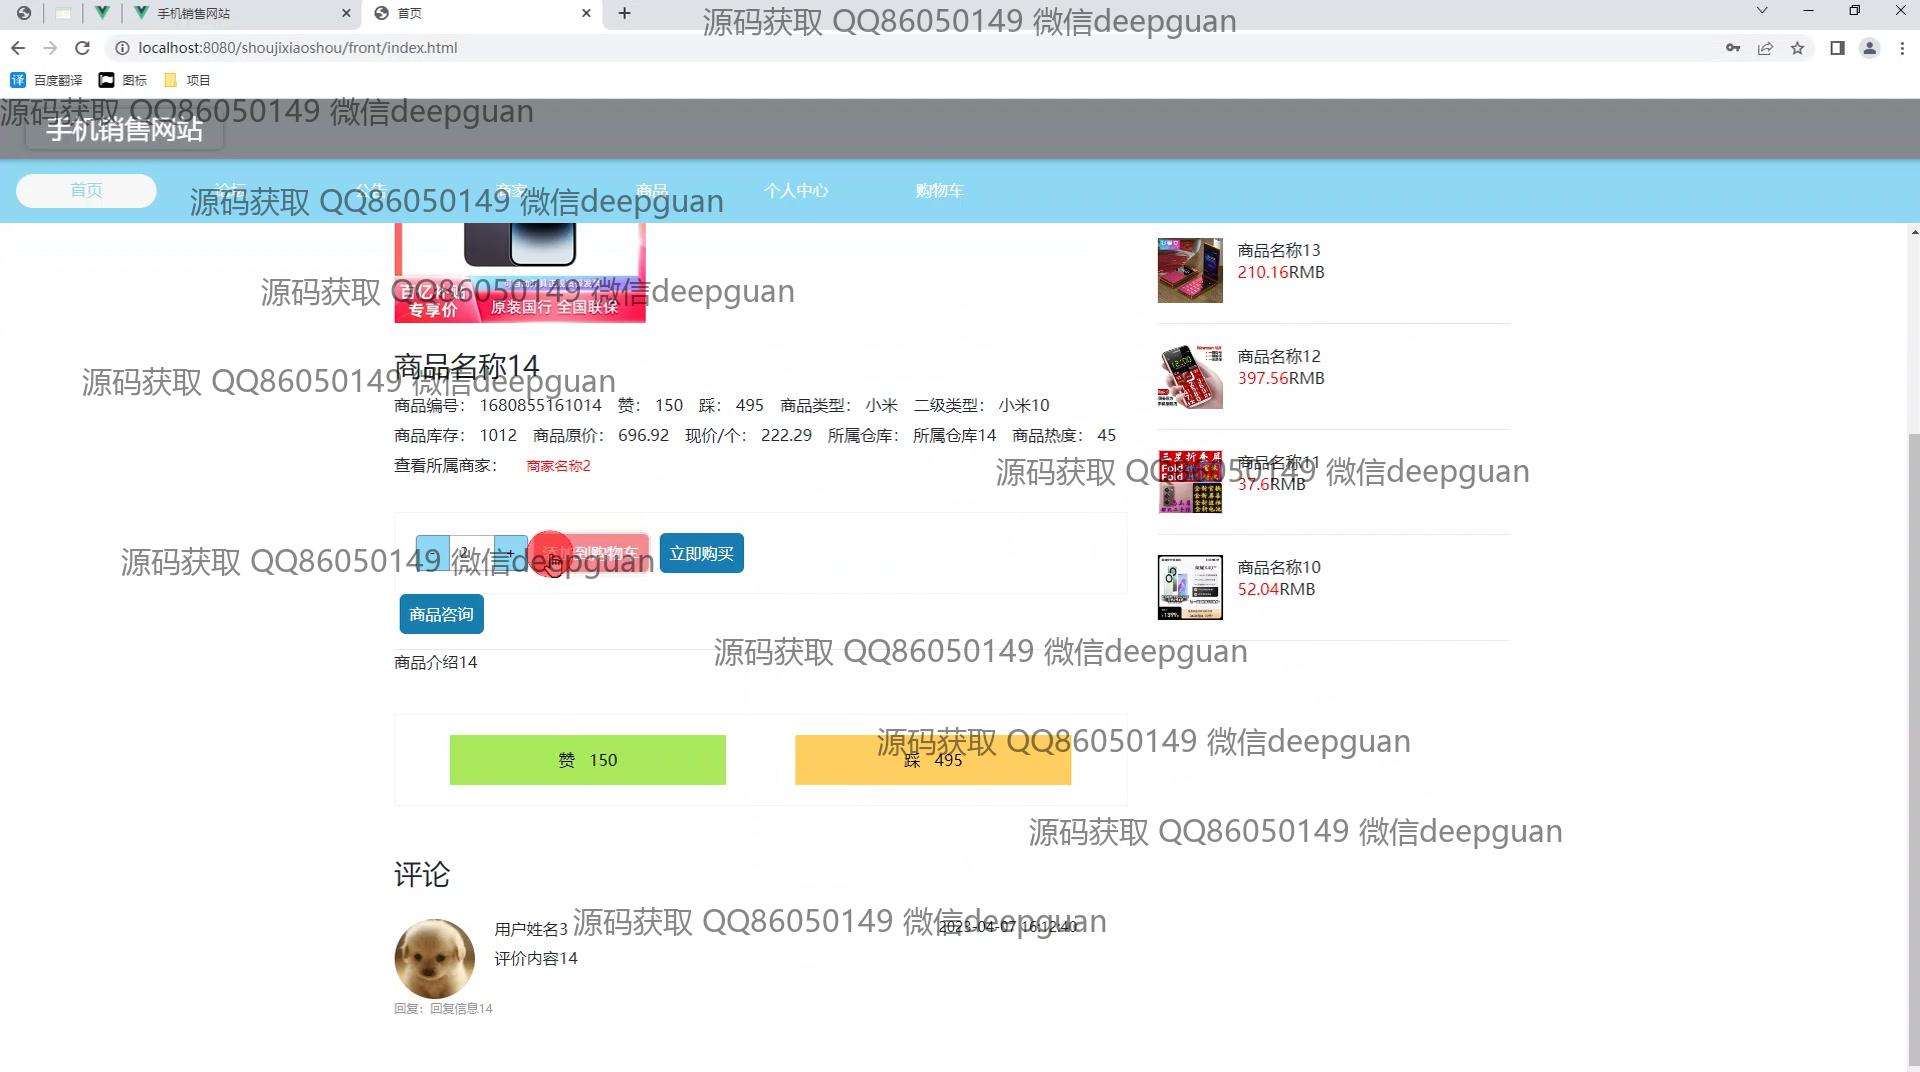 手机销售网站
首页
源码获取 QQ86050149 微信deepguan
localhost:8080/shoujixiaoshou/front/index.html
百度翻译 图标 项目
源码获取 QQ86050149 微信deepguan
手机销售网站
首页 论坛 公告 商家 商品 个人中心 购物车
源码获取 QQ86050149 微信deepguan
源码获取 QQ86050149 微信deepguan
专享价 原装国行 全国联保
商品名称14
源码获取 QQ86050149 微信deepguan
商品编号： 1680855161014 赞： 150 踩： 495 商品类型： 小米 二级类型： 小米10
商品库存： 1012 商品原价： 696.92 现价/个： 222.29 所属仓库： 所属仓库14 商品热度： 45
查看所属商家： 商家名称2
- 2 + 添加到购物车 立即购买
源码获取 QQ86050149 微信deepguan
商品咨询
商品介绍14
赞 150
踩 495
评论
用户姓名3
2023-04-07 16:12:40
评价内容14
回复：回复信息14
商品名称13
210.16RMB
商品名称12
397.56RMB
商品名称11
37.6RMB
源码获取 QQ86050149 微信deepguan
三星折叠屏
Fold
Fold
商品名称10
52.04RMB
源码获取 QQ86050149 微信deepguan
源码获取 QQ86050149 微信deepguan
源码获取 QQ86050149 微信deepguan
源码获取 QQ86050149 微信deepguan